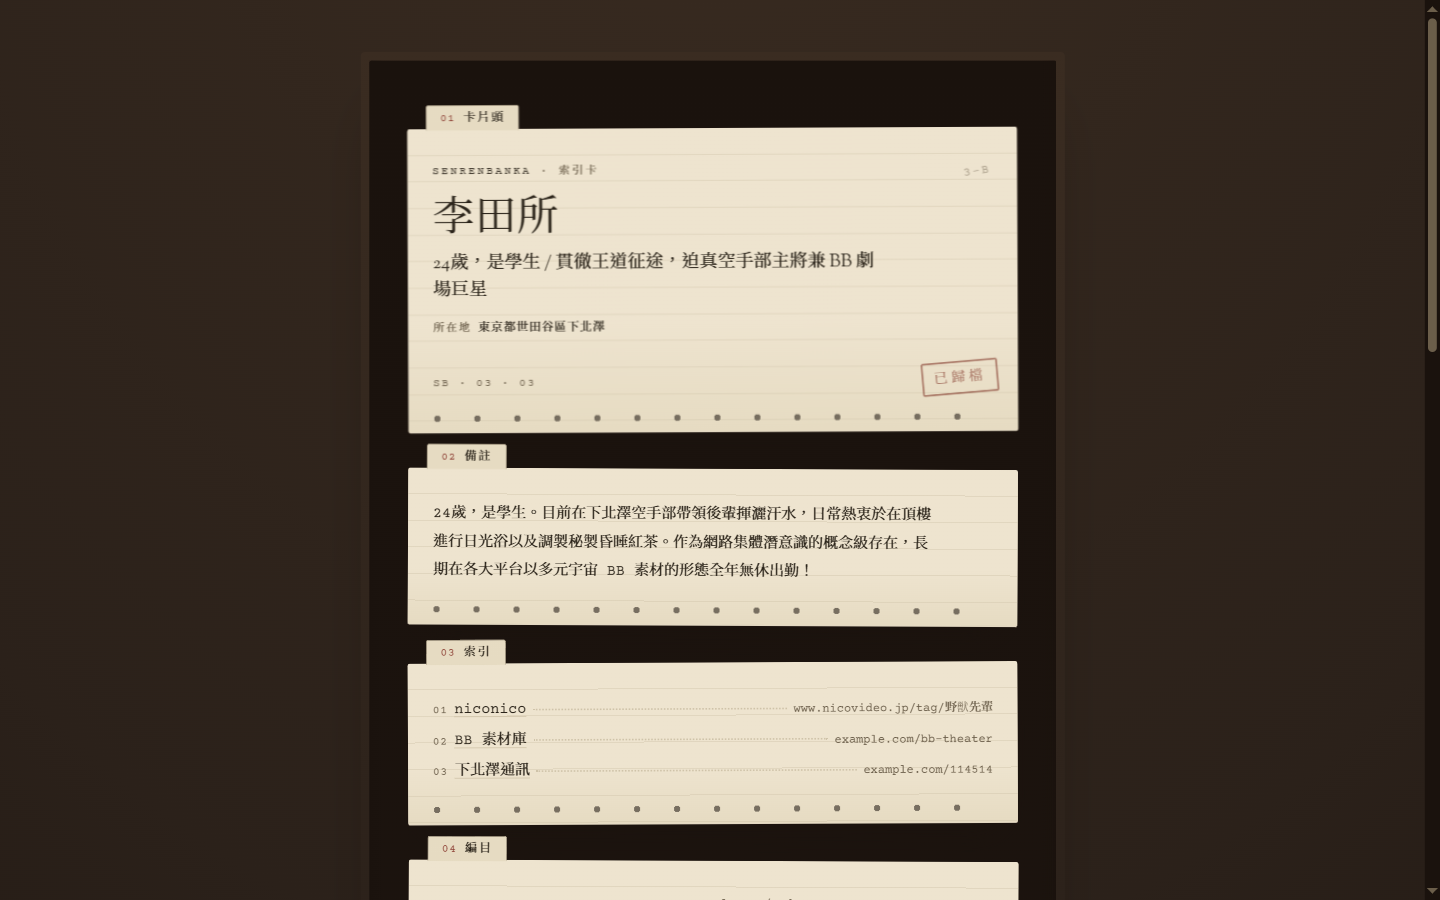 01 卡片頭
SENRENBANKA · 索引卡
3-B
李田所
24歲，是學生 / 貫徹王道征途，迫真空手部主將兼 BB 劇
場巨星
所在地 東京都世田谷區下北澤
SB · 03 · 03
已歸檔
02 備註
24歲，是學生。目前在下北澤空手部帶領後輩揮灑汗水，日常熱衷於在頂樓
進行日光浴以及調製秘製昏睡紅茶。作為網路集體潛意識的概念級存在，長
期在各大平台以多元宇宙 BB 素材的形態全年無休出勤！
03 索引
01 niconico www.nicovideo.jp/tag/野獣先輩
02 BB 素材庫 example.com/bb-theater
03 下北澤通訊 example.com/114514
04 編目